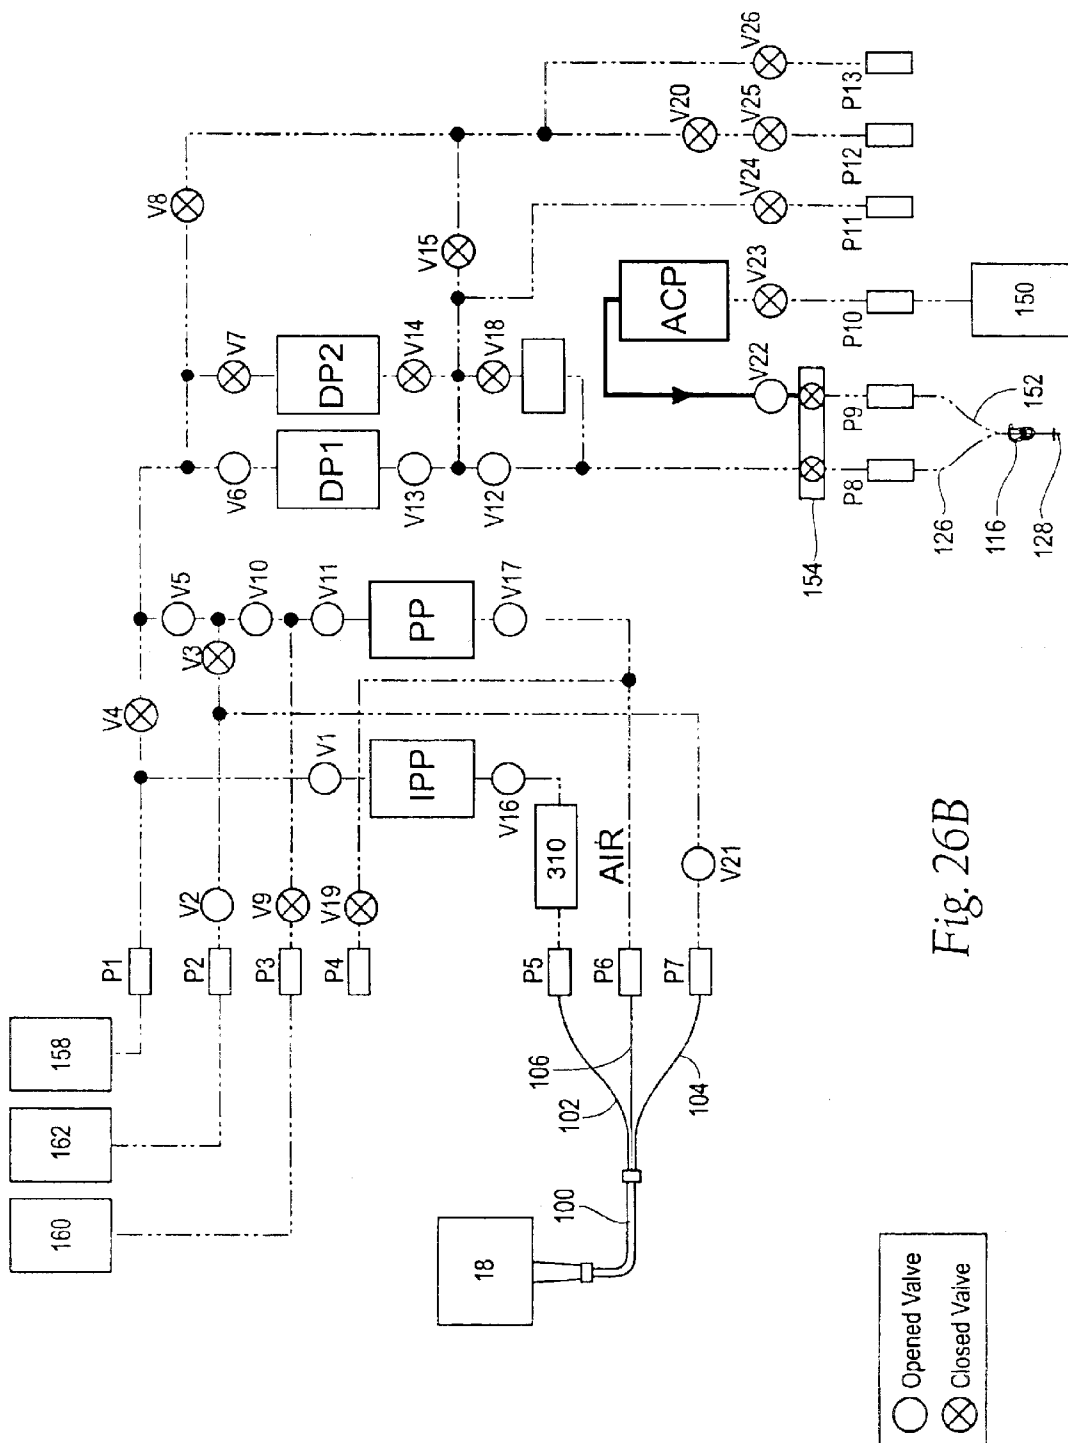 V8
V26
V20
V25
P13
P12
V24
P11
V15
V7
DP2
V14
V18
ACP
V23
P10
150
V22
P9
152
V6
DP1
V13
V12
P8
126
116
128
154
V5
V10
V11
PP
V17
V3
V4
V1
IPP
V16
310
AIR
V21
V2
V9
V19
P1
P2
P3
P4
P5
P6
P7
158
162
160
106
102
104
100
18
Fig. 26B
Opened Valve
Closed Vaive